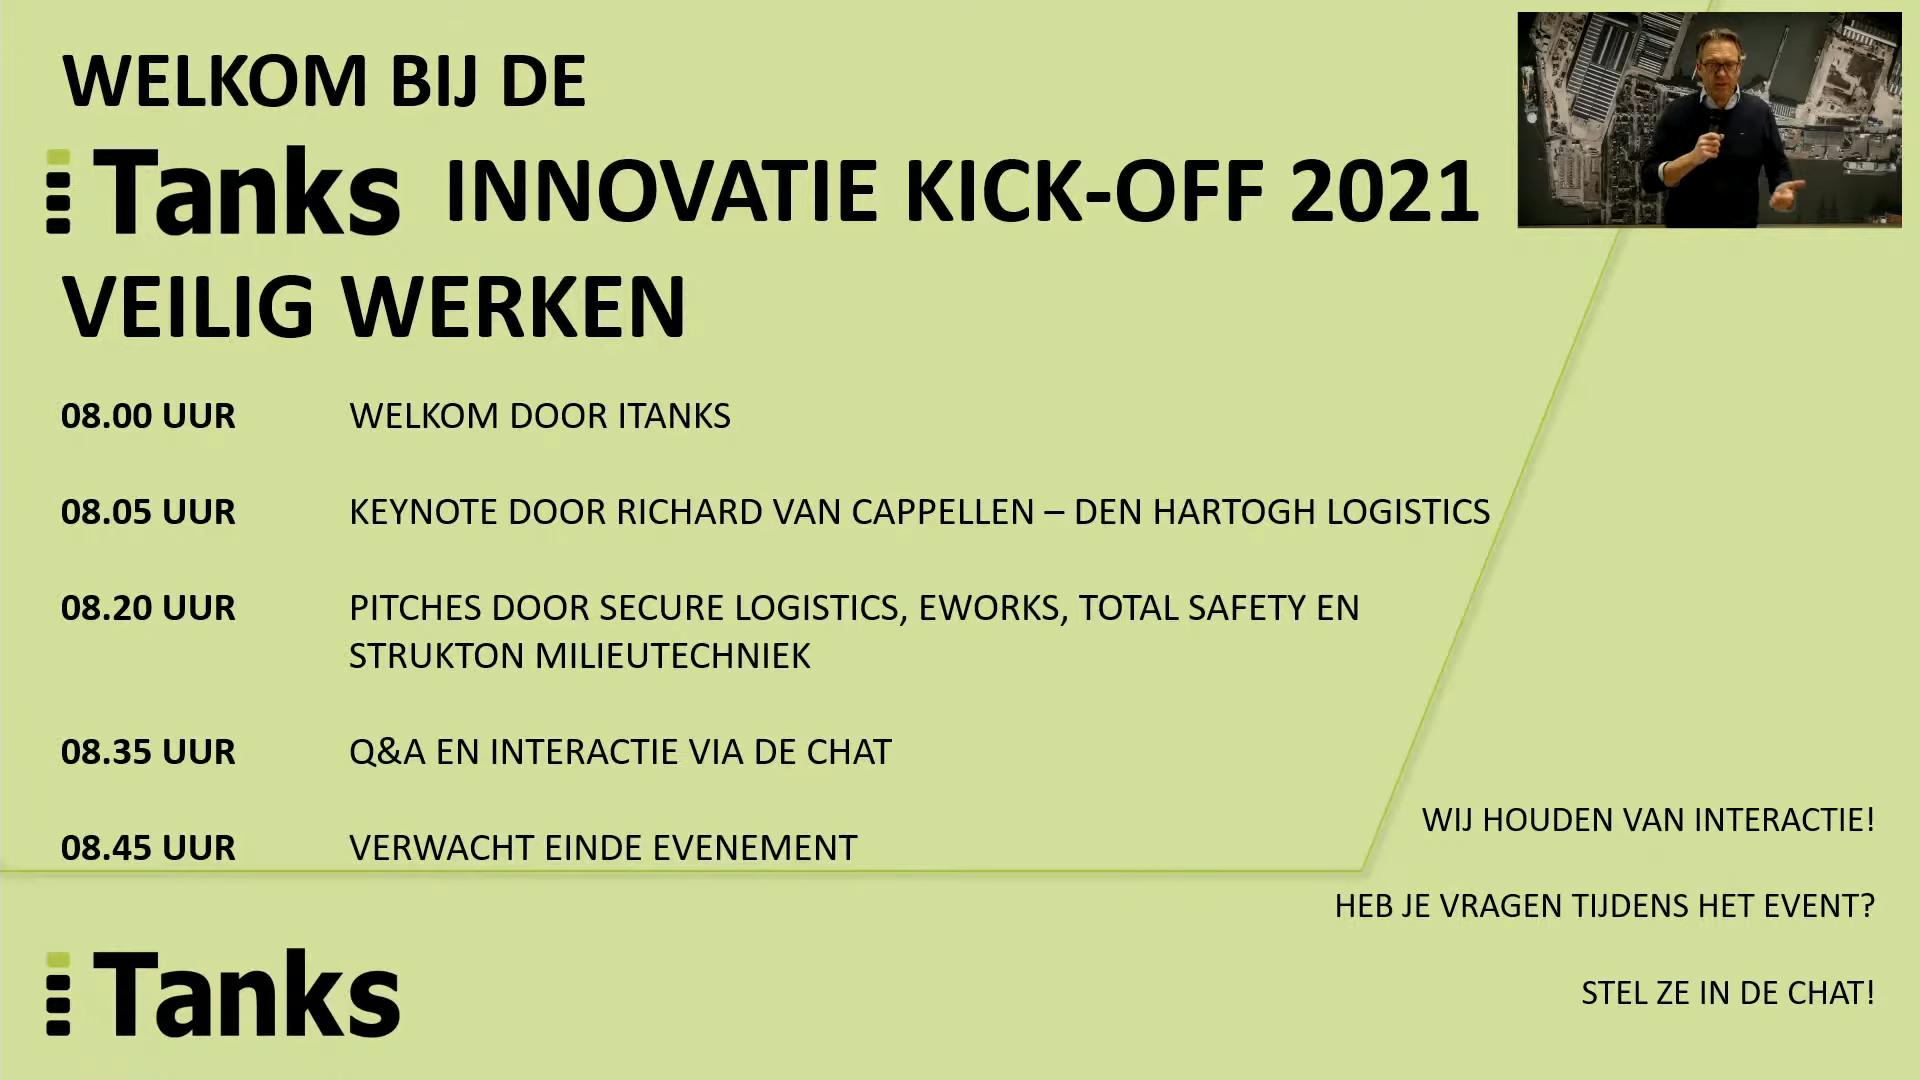 WELKOM BIJ DE
iTanks INNOVATIE KICK-OFF 2021
VEILIG WERKEN
08.00 UUR WELKOM DOOR ITANKS
08.05 UUR KEYNOTE DOOR RICHARD VAN CAPPELLEN – DEN HARTOGH LOGISTICS
08.20 UUR PITCHES DOOR SECURE LOGISTICS, EWORKS, TOTAL SAFETY EN
STRUKTON MILIEUTECHNIEK
08.35 UUR Q&A EN INTERACTIE VIA DE CHAT
08.45 UUR VERWACHT EINDE EVENEMENT
WIJ HOUDEN VAN INTERACTIE!
HEB JE VRAGEN TIJDENS HET EVENT?
STEL ZE IN DE CHAT!
iTanks